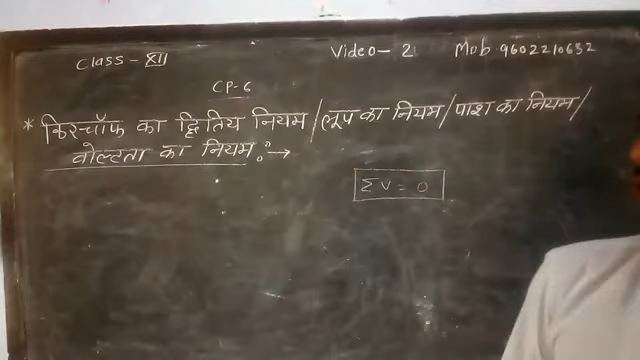 Class - XII Video - 2 Mob 9602210652
CP-6
* किरचॉफ का द्वितिय नियम / लूप का नियम / पाश का नियम /
वोल्टता का नियम :→
ΣV = 0